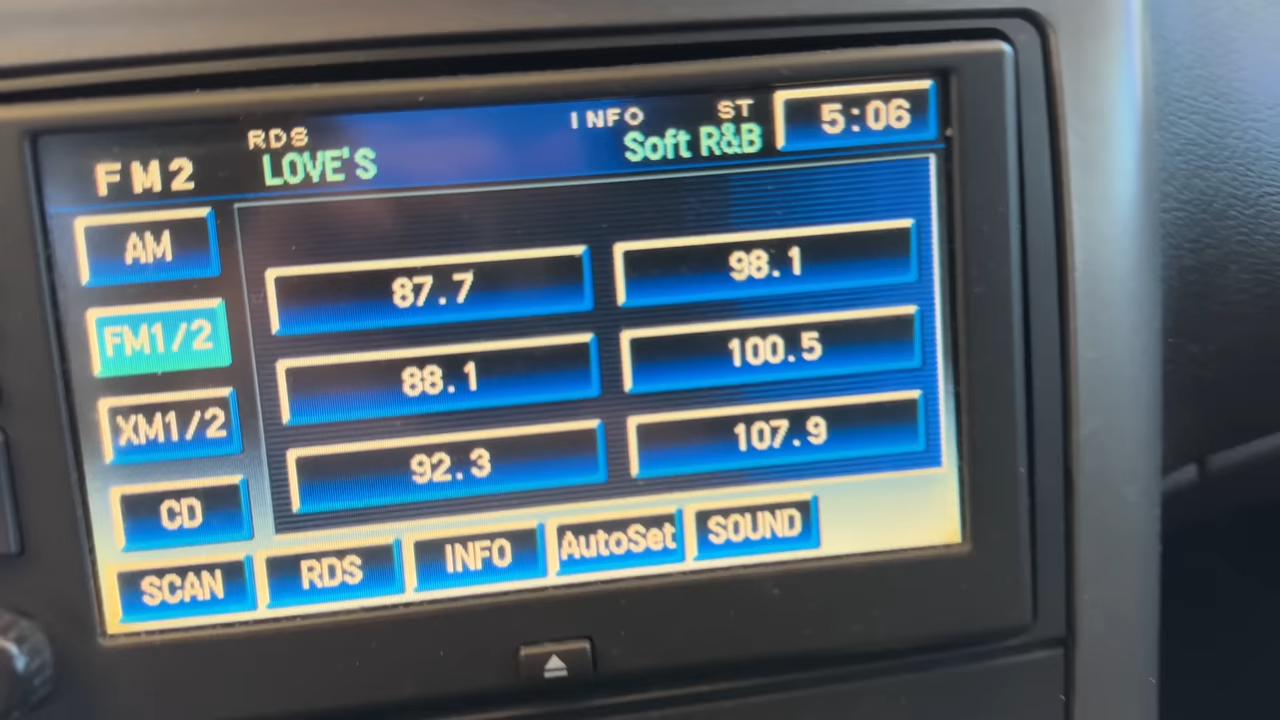 RDS INFO ST 5:06
FM2 LOVE'S Soft R&B
AM
87.7 98.1
FM1/2
88.1 100.5
XM1/2
92.3 107.9
CD
SCAN RDS INFO AutoSet SOUND